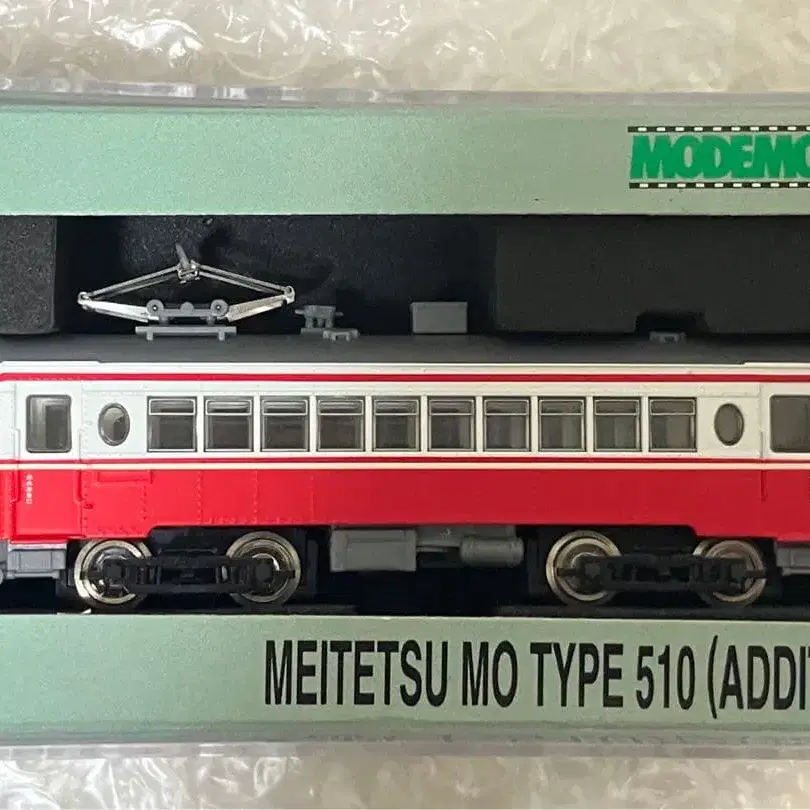 MODEMO
MEITETSU MO TYPE 510 (ADDIT